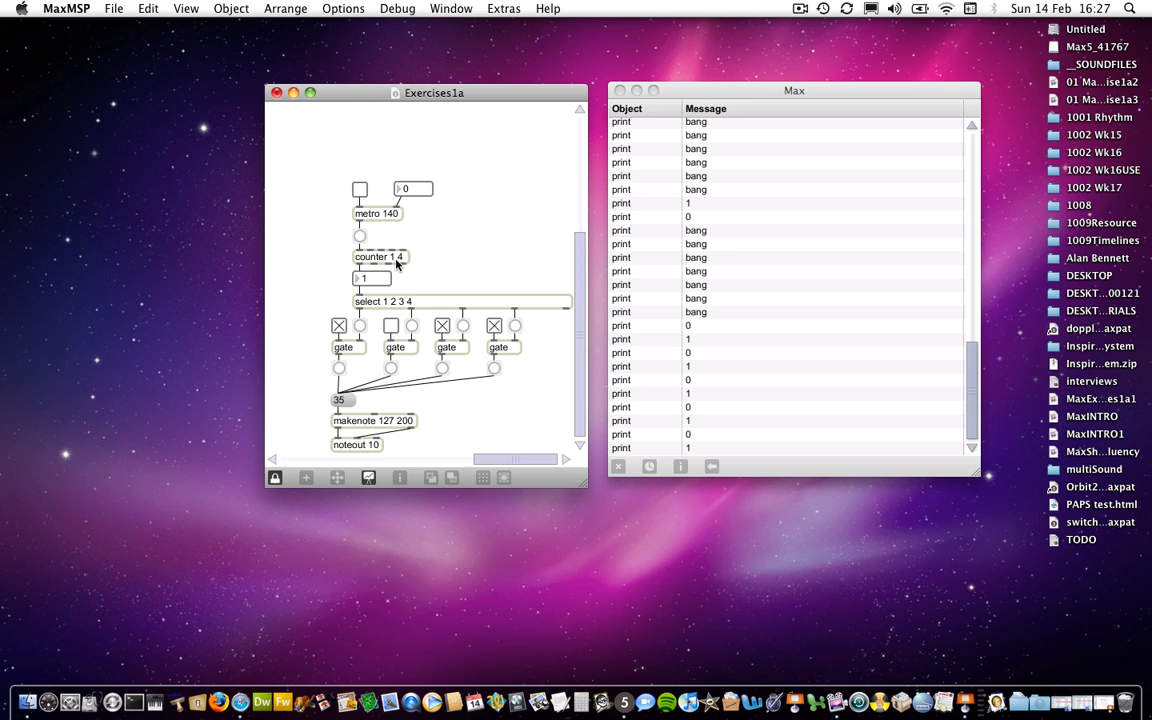 MaxMSP File Edit View Object Arrange Options Debug Window Extras Help Sun 14 Feb 16:27
Exercises1a
0
metro 140
counter 1 4
1
select 1 2 3 4
gate gate gate gate
35
makenote 127 200
noteout 10
Max
Object Message
print bang
print bang
print bang
print bang
print bang
print bang
print 1
print 0
print bang
print bang
print bang
print bang
print bang
print bang
print bang
print 0
print 1
print 0
print 1
print 0
print 1
print 0
print 1
print 0
print 1
Untitled
Max5_41767
__SOUNDFILES
01 Ma...ise1a2
01 Ma...ise1a3
1001 Rhythm
1002 Wk15
1002 Wk16
1002 Wk16USE
1002 Wk17
1008
1009Resource
1009Timelines
Alan Bennett
DESKTOP
DESKT...00121
DESKT...RIALS
doppl...axpat
Inspir...ystem
Inspir...em.zip
interviews
MaxEx...es1a1
MaxINTRO
MaxINTRO1
MaxSh...luency
multiSound
Orbit2...axpat
PAPS test.html
switch...axpat
TODO
Dw Fw 14 5